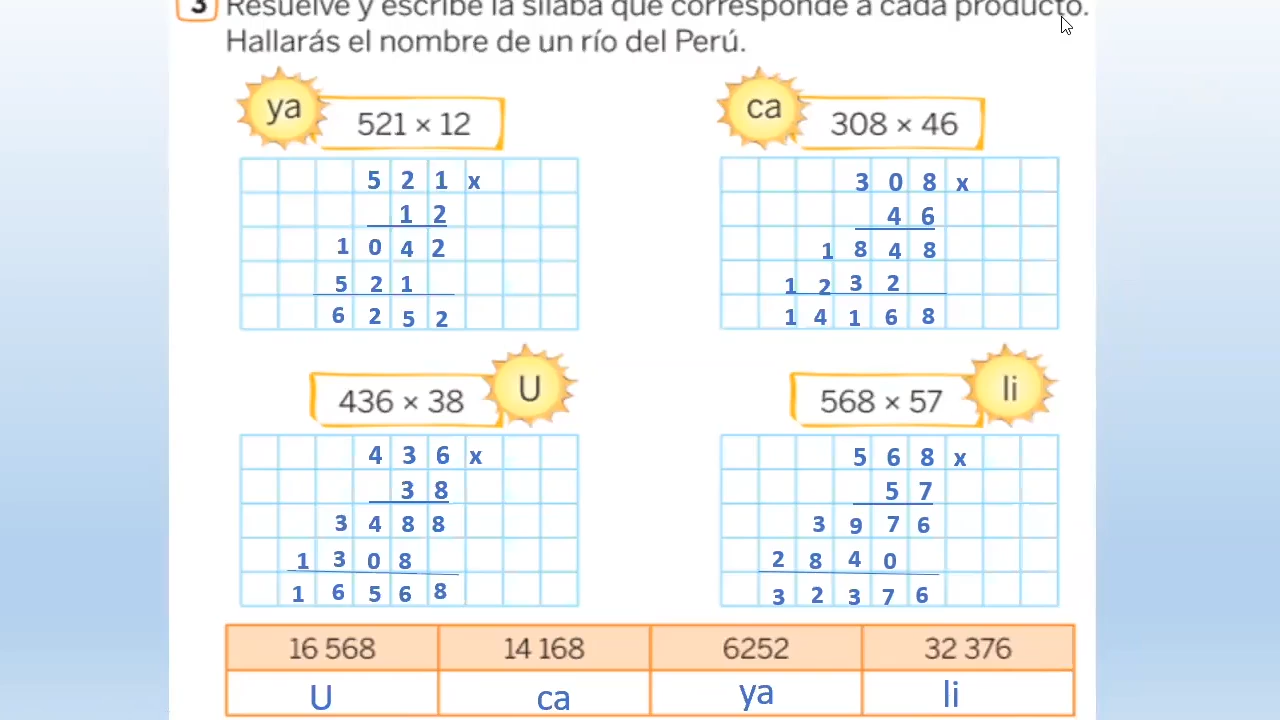 3 Resuelve y escribe la sílaba que corresponde a cada producto.
Hallarás el nombre de un río del Perú.
ya 521 × 12
5 2 1 x
1 2
1 0 4 2
5 2 1
6 2 5 2
ca 308 × 46
3 0 8 x
4 6
1 8 4 8
1 2 3 2
1 4 1 6 8
436 × 38 U
4 3 6 x
3 8
3 4 8 8
1 3 0 8
1 6 5 6 8
568 × 57 li
5 6 8 x
5 7
3 9 7 6
2 8 4 0
3 2 3 7 6
16 568 14 168 6252 32 376
U ca ya li